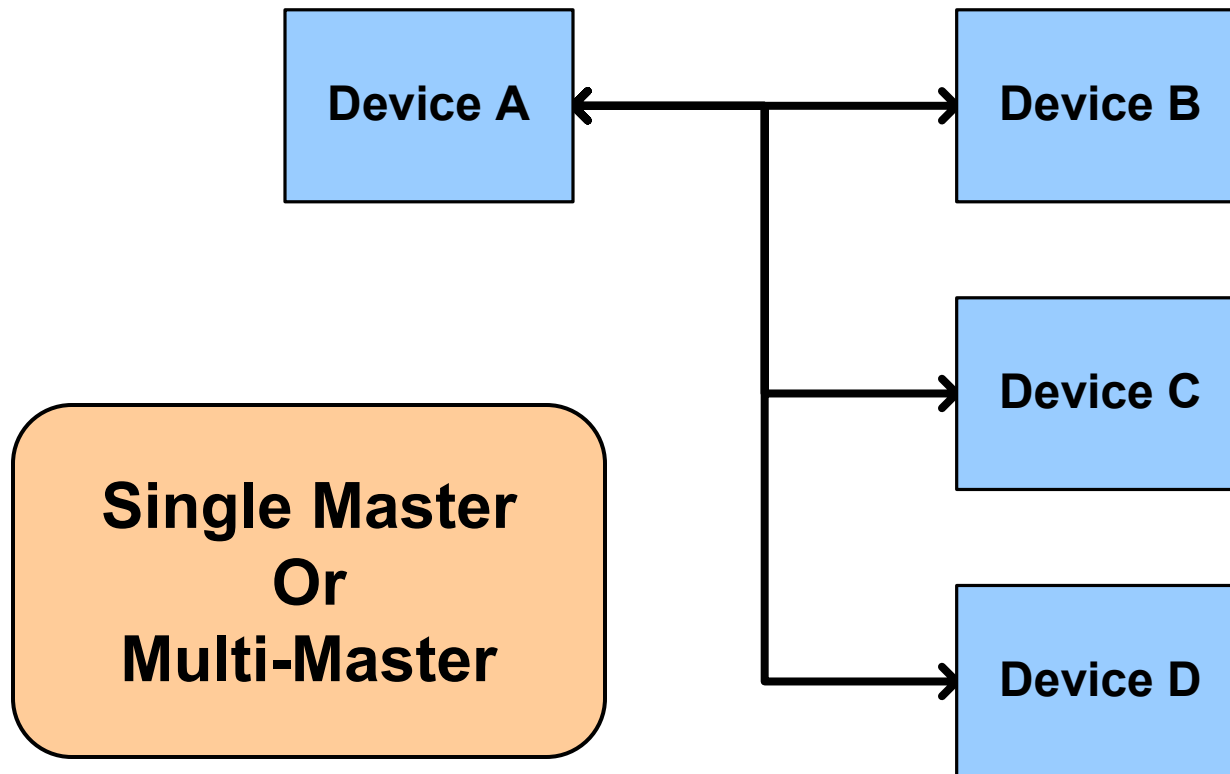 Device A
Device B
Device C
Single Master
Or
Multi-Master
Device D